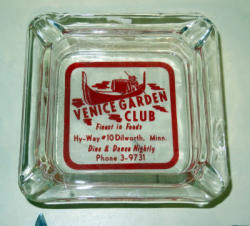 VENICE GARDEN
CLUB
Finest in Foods
Hy-Way #10 Dilworth, Minn.
Dine & Dance Nightly
Phone 3-9731